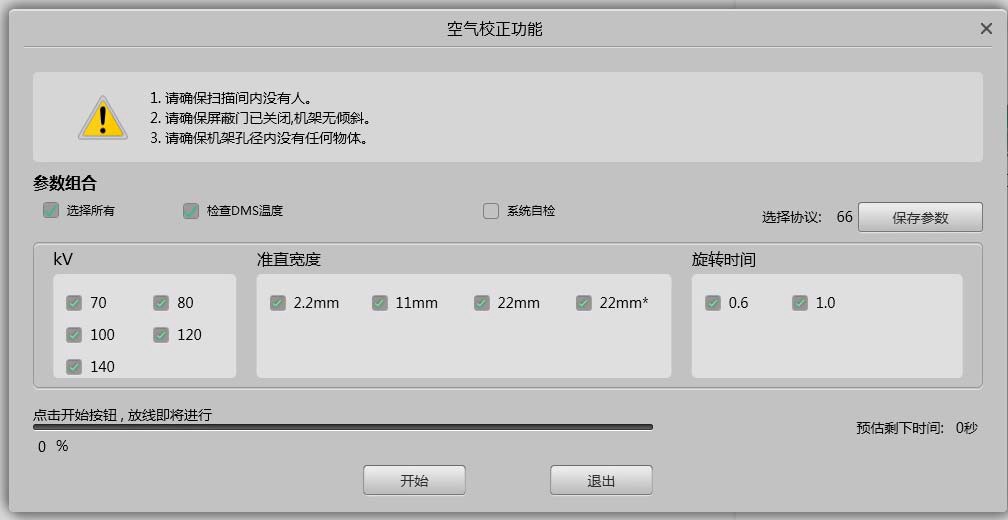 空气校正功能
1. 请确保扫描间内没有人。
2. 请确保屏蔽门已关闭,机架无倾斜。
3. 请确保机架孔径内没有任何物体。
参数组合
选择所有 检查DMS温度 系统自检 选择协议: 66 保存参数
kV 准直宽度 旋转时间
70 80 2.2mm 11mm 22mm 22mm* 0.6 1.0
100 120
140
点击开始按钮，放线即将进行
预估剩下时间: 0秒
0 %
开始 退出